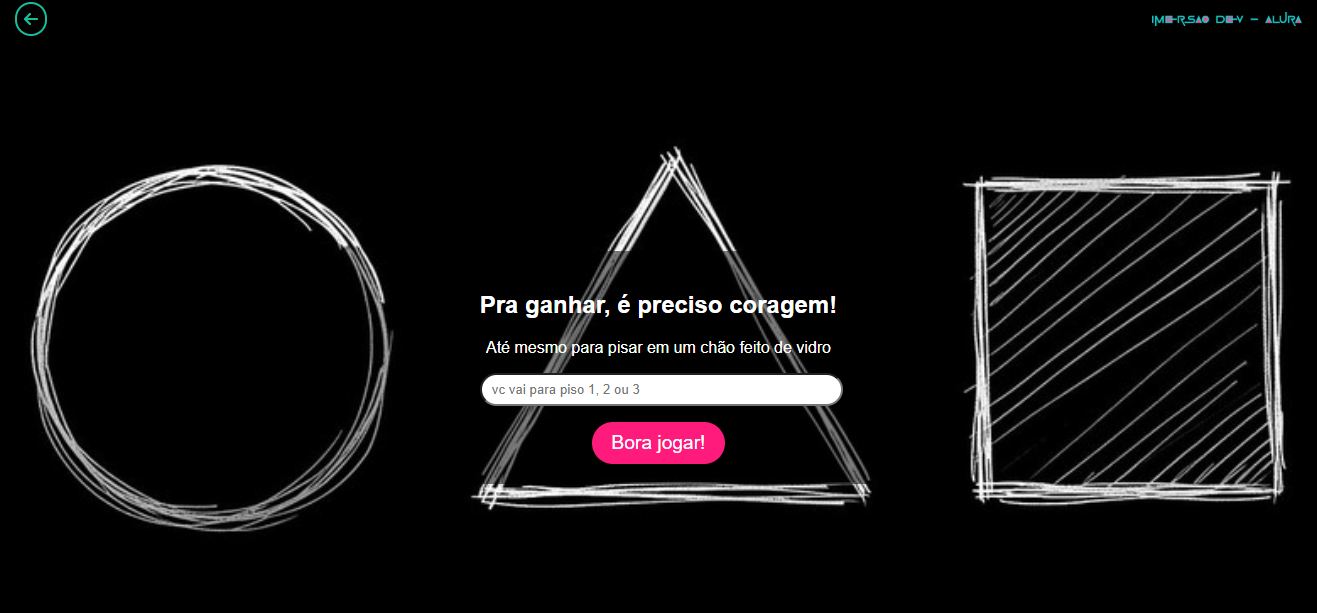 IMERSAO DEV - ALURA
Pra ganhar, é preciso coragem!
Até mesmo para pisar em um chão feito de vidro
vc vai para piso 1, 2 ou 3
Bora jogar!